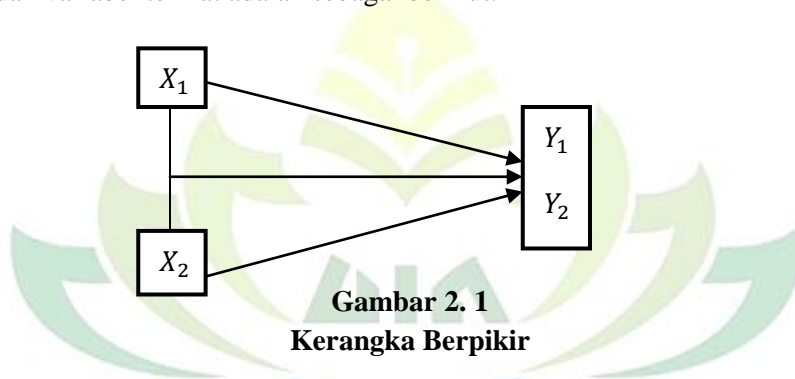 X₁
Y₁
Y₂
X₂
Gambar 2. 1
Kerangka Berpikir